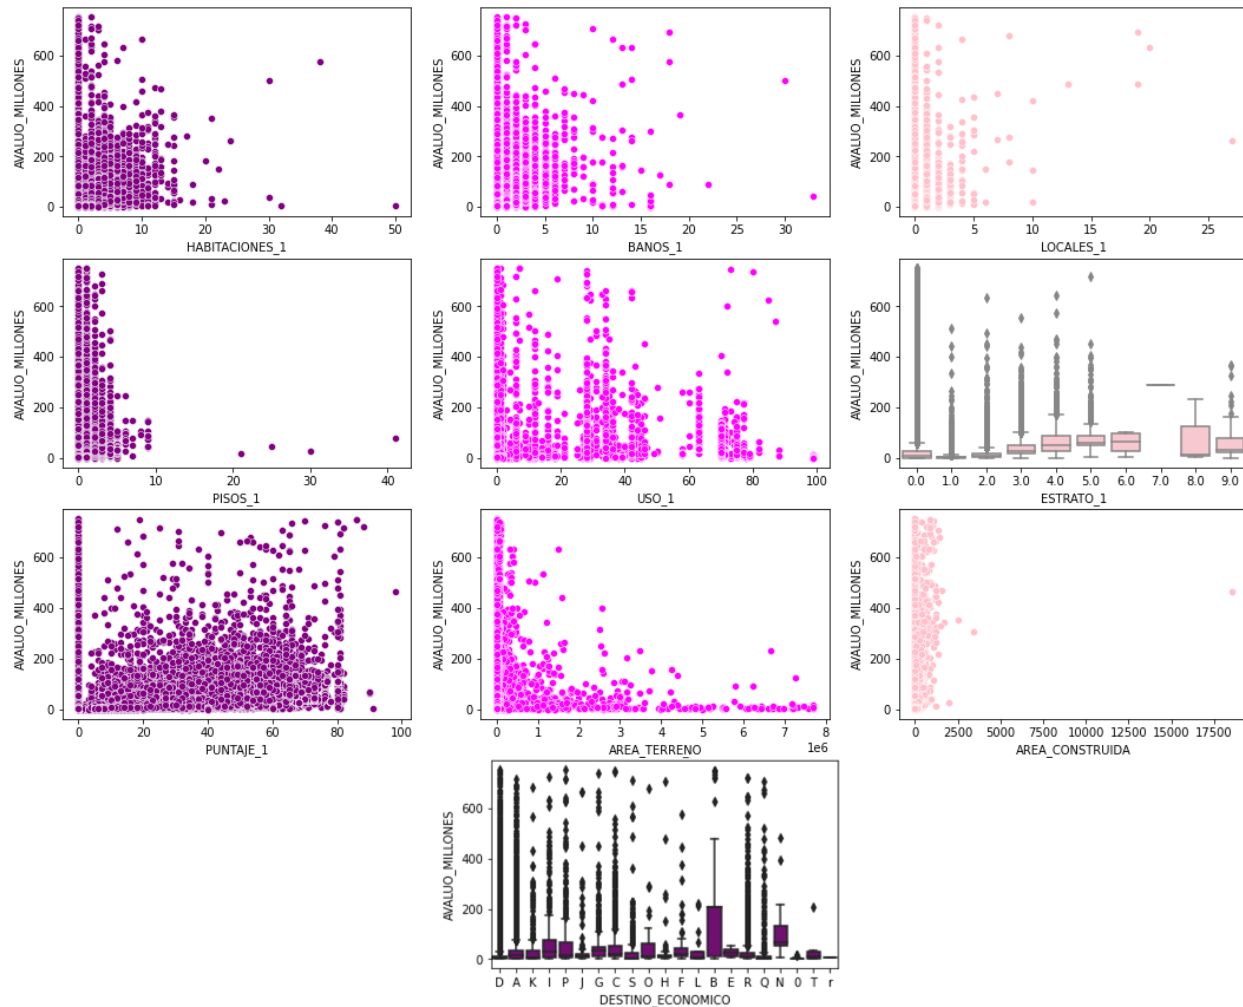 AVALUO_MILLONES
600
400
200
0
0 10 20 30 40 50
HABITACIONES_1
AVALUO_MILLONES
600
400
200
0
0 5 10 15 20 25 30
BANOS_1
AVALUO_MILLONES
600
400
200
0
0 5 10 15 20 25
LOCALES_1
AVALUO_MILLONES
600
400
200
0
0 10 20 30 40
PISOS_1
AVALUO_MILLONES
600
400
200
0
0 20 40 60 80 100
USO_1
AVALUO_MILLONES
600
400
200
0
0.0 1.0 2.0 3.0 4.0 5.0 6.0 7.0 8.0 9.0
ESTRATO_1
AVALUO_MILLONES
600
400
200
0
0 20 40 60 80 100
PUNTAJE_1
AVALUO_MILLONES
600
400
200
0
0 1 2 3 4 5 6 7 8
1e6
AREA_TERRENO
AVALUO_MILLONES
600
400
200
0
0 2500 5000 7500 10000 12500 15000 17500
AREA_CONSTRUIDA
AVALUO_MILLONES
600
400
200
0
D A K I P J G C S O H F L B E R Q N 0 T r
DESTINO_ECONOMICO